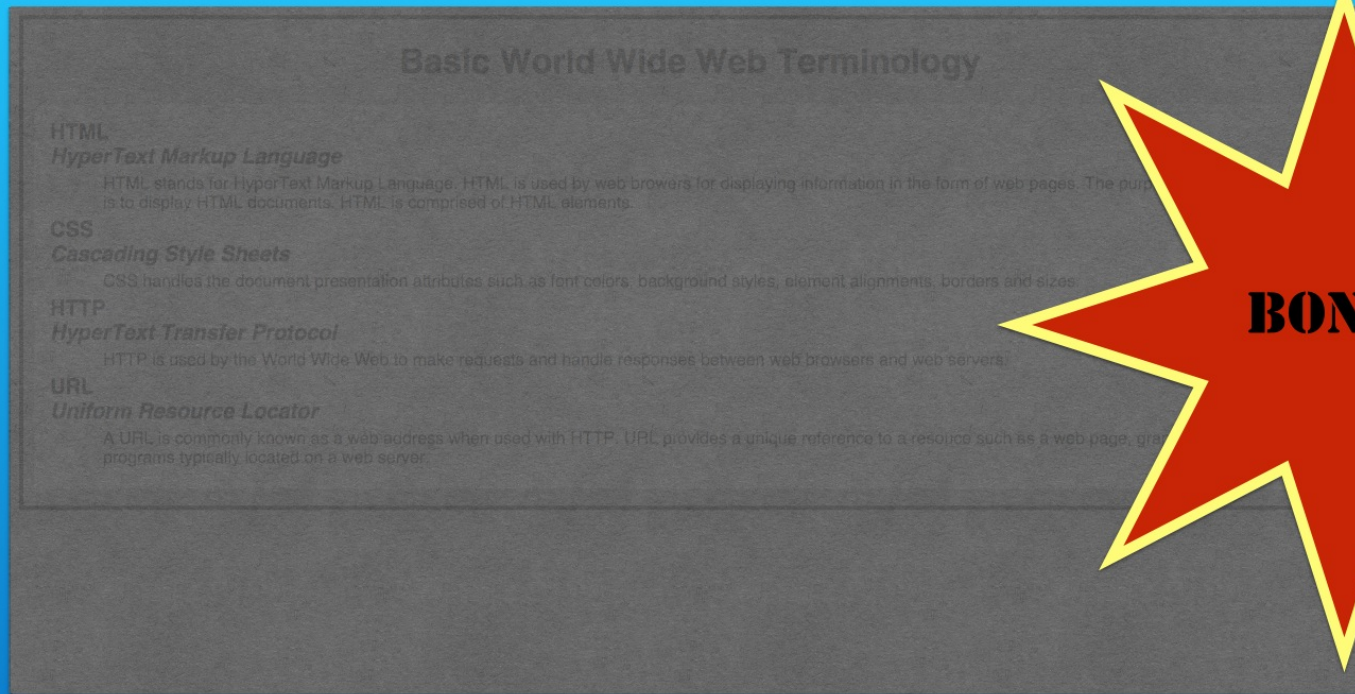 Basic World Wide Web Terminology
HTML
HyperText Markup Language
HTML stands for HyperText Markup Language. HTML is used by web browers for displaying information in the form of web pages. The purp
is to display HTML documents. HTML is comprised of HTML elements.
CSS
Cascading Style Sheets
CSS handles the document presentation attributes such as font colors, background styles, element alignments, borders and sizes.
HTTP
HyperText Transfer Protocol
HTTP is used by the World Wide Web to make requests and handle responses between web browsers and web servers.
BON
URL
Uniform Resource Locator
A URL is commonly known as a web address when used with HTTP. URL provides a unique reference to a resouce such as a web page, gra
programs typically located on a web server.